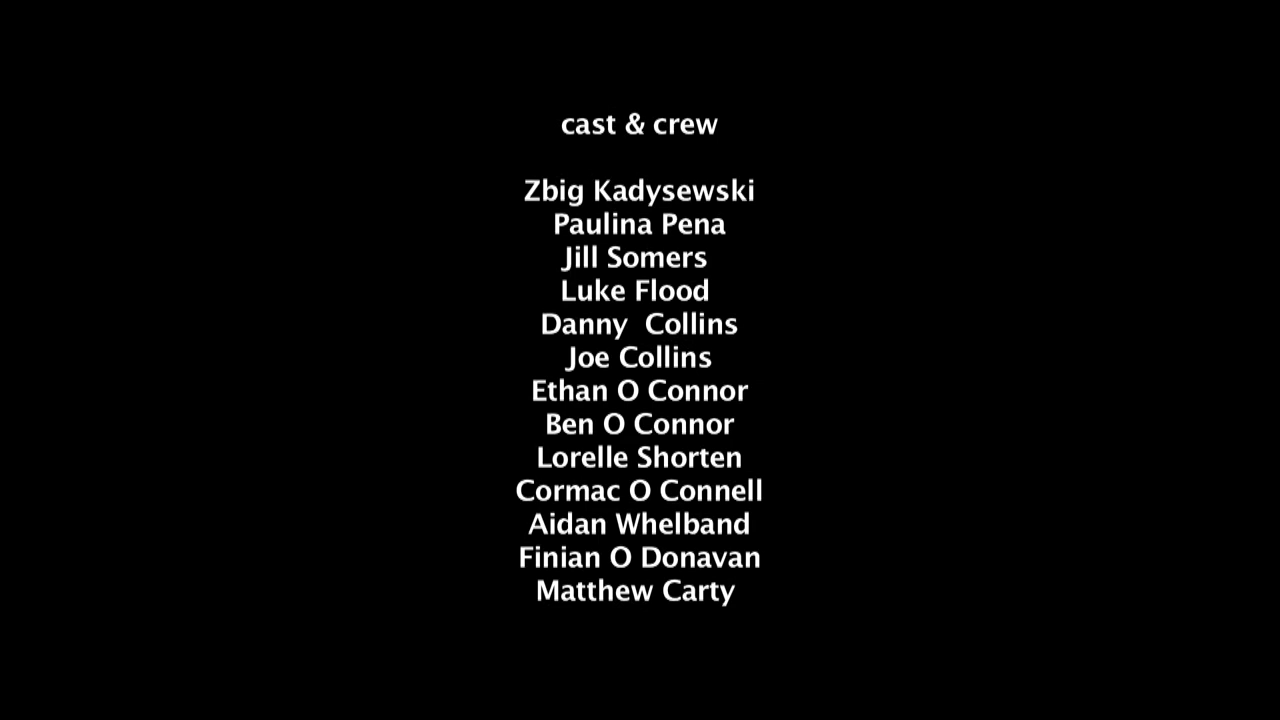 cast & crew
Zbig Kadysewski
Paulina Pena
Jill Somers
Luke Flood
Danny  Collins
Joe Collins
Ethan O Connor
Ben O Connor
Lorelle Shorten
Cormac O Connell
Aidan Whelband
Finian O Donavan
Matthew Carty